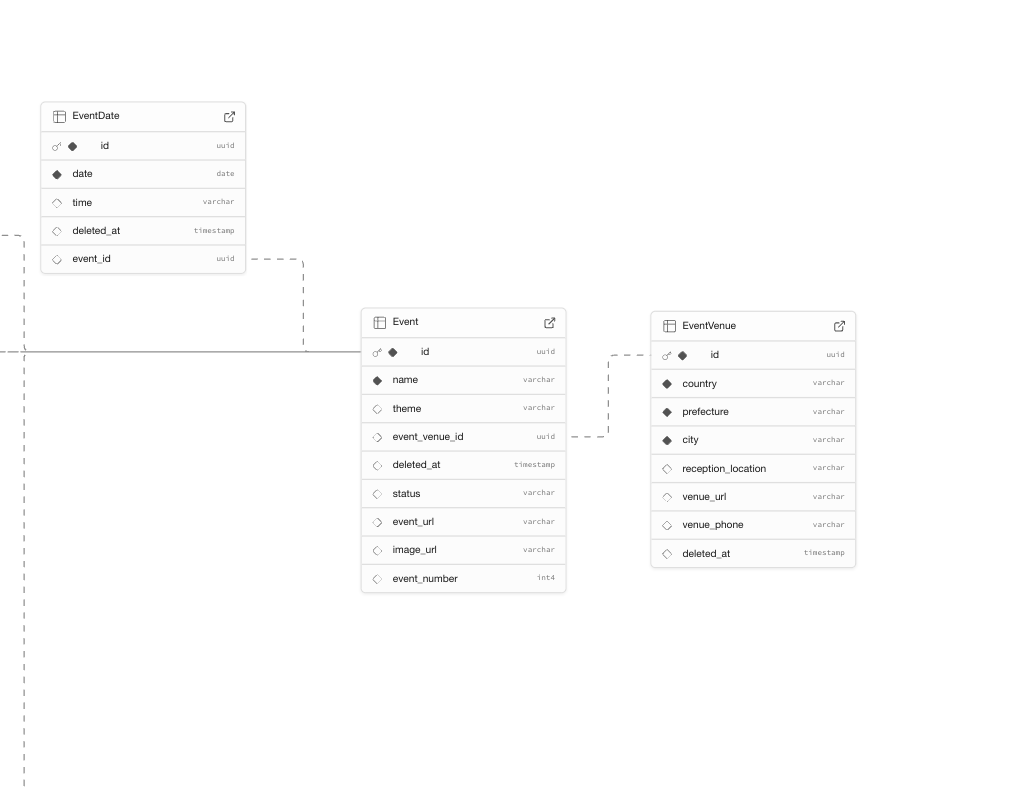 EventDate
id uuid
date date
time varchar
deleted_at timestamp
event_id uuid
Event
id uuid
name varchar
theme varchar
event_venue_id uuid
deleted_at timestamp
status varchar
event_url varchar
image_url varchar
event_number int4
EventVenue
id uuid
country varchar
prefecture varchar
city varchar
reception_location varchar
venue_url varchar
venue_phone varchar
deleted_at timestamp